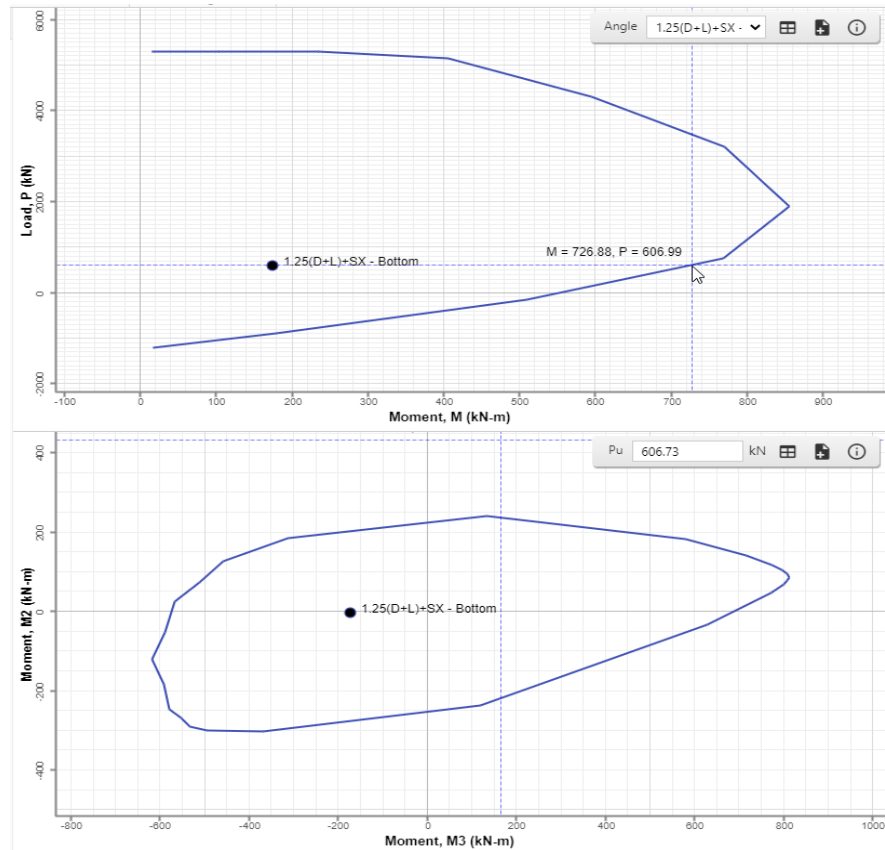 Angle 1.25(D+L)+SX -
6000
4000
2000
0
-2000
Load, P (kN)
M = 726.88, P = 606.99
1.25(D+L)+SX - Bottom
-100 0 100 200 300 400 500 600 700 800 900
Moment, M (kN-m)
Pu 606.73 kN
400
200
0
-200
-400
Moment, M2 (kN-m)
1.25(D+L)+SX - Bottom
-800 -600 -400 -200 0 200 400 600 800 1000
Moment, M3 (kN-m)